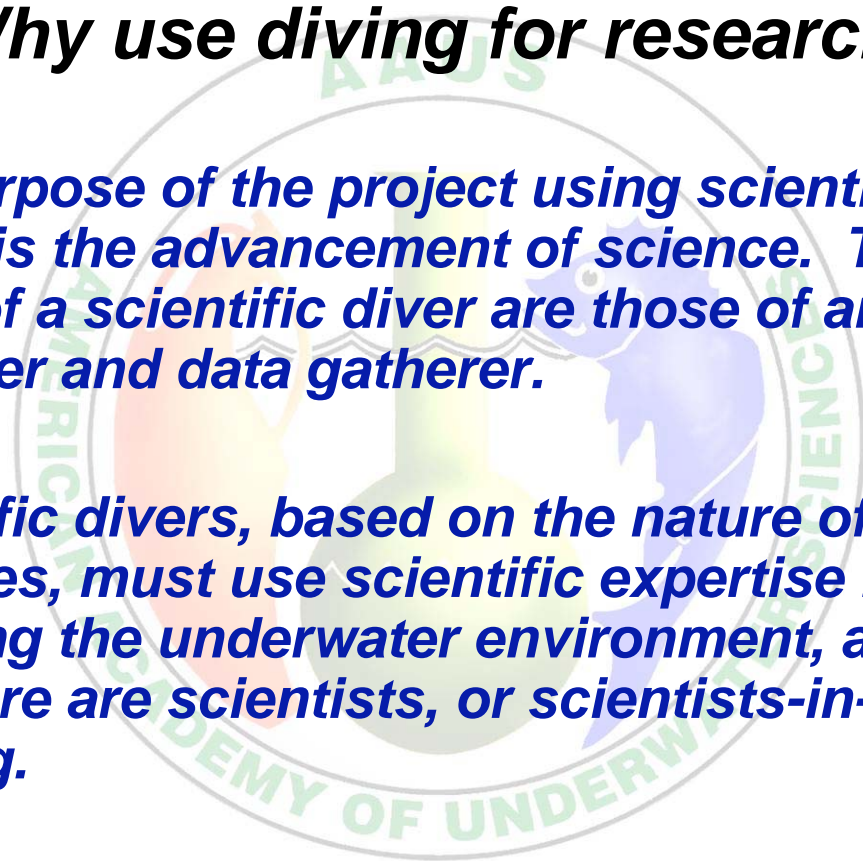 Why use diving for researc
rpose of the project using scienti
is the advancement of science. T
of a scientific diver are those of a
er and data gatherer.
fic divers, based on the nature of
es, must use scientific expertise
ng the underwater environment, a
re are scientists, or scientists-in-
g.
AAUS
AMERICAN ACADEMY OF UNDERWATER SCIENCES